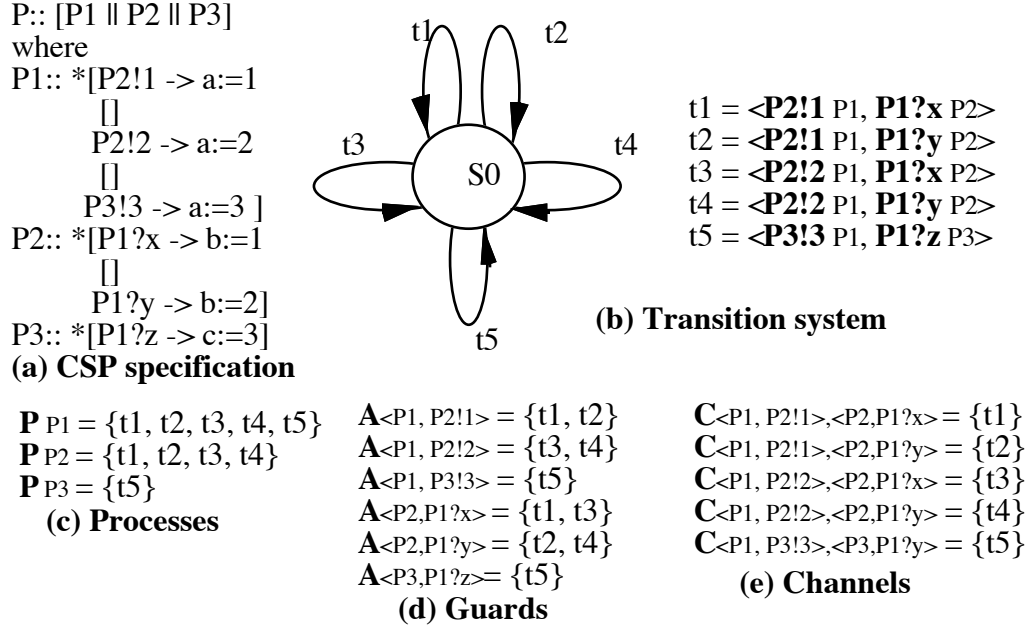 P:: [P1 || P2 || P3]
where
P1:: *[P2!1 -> a:=1
[]
P2!2 -> a:=2
[]
P3!3 -> a:=3 ]
P2:: *[P1?x -> b:=1
[]
P1?y -> b:=2]
P3:: *[P1?z -> c:=3]
(a) CSP specification
t1
t2
t3
t4
S0
t5
t1 = <P2!1 P1, P1?x P2>
t2 = <P2!1 P1, P1?y P2>
t3 = <P2!2 P1, P1?x P2>
t4 = <P2!2 P1, P1?y P2>
t5 = <P3!3 P1, P1?z P3>
(b) Transition system
P P1 = {t1, t2, t3, t4, t5}
P P2 = {t1, t2, t3, t4}
P P3 = {t5}
(c) Processes
A<P1, P2!1> = {t1, t2}
A<P1, P2!2> = {t3, t4}
A<P1, P3!3> = {t5}
A<P2,P1?x> = {t1, t3}
A<P2,P1?y> = {t2, t4}
A<P3,P1?z>= {t5}
(d) Guards
C<P1, P2!1>,<P2,P1?x> = {t1}
C<P1, P2!1>,<P2,P1?y> = {t2}
C<P1, P2!2>,<P2,P1?x> = {t3}
C<P1, P2!2>,<P2,P1?y> = {t4}
C<P1, P3!3>,<P3,P1?y> = {t5}
(e) Channels